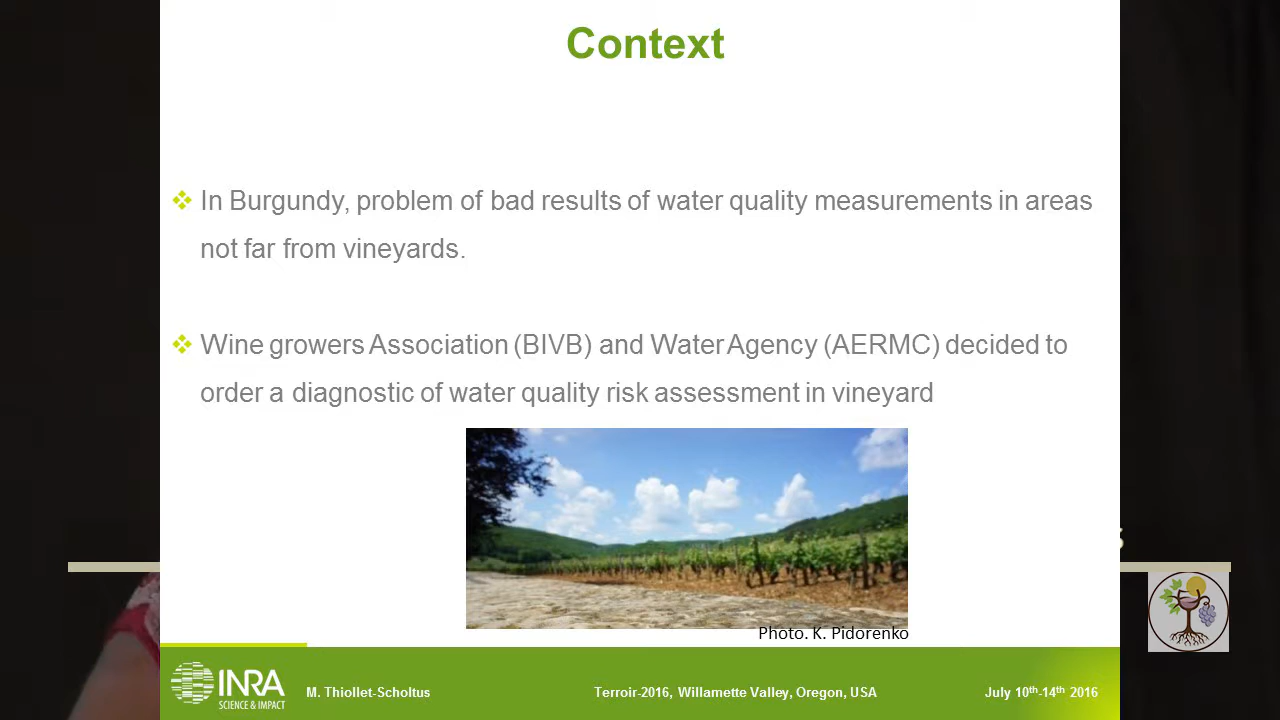 Context
In Burgundy, problem of bad results of water quality measurements in areas
not far from vineyards.
Wine growers Association (BIVB) and Water Agency (AERMC) decided to
order a diagnostic of water quality risk assessment in vineyard
Photo. K. Pidorenko
INRA
SCIENCE & IMPACT
M. Thiollet-Scholtus
Terroir-2016, Willamette Valley, Oregon, USA
July 10th-14th 2016